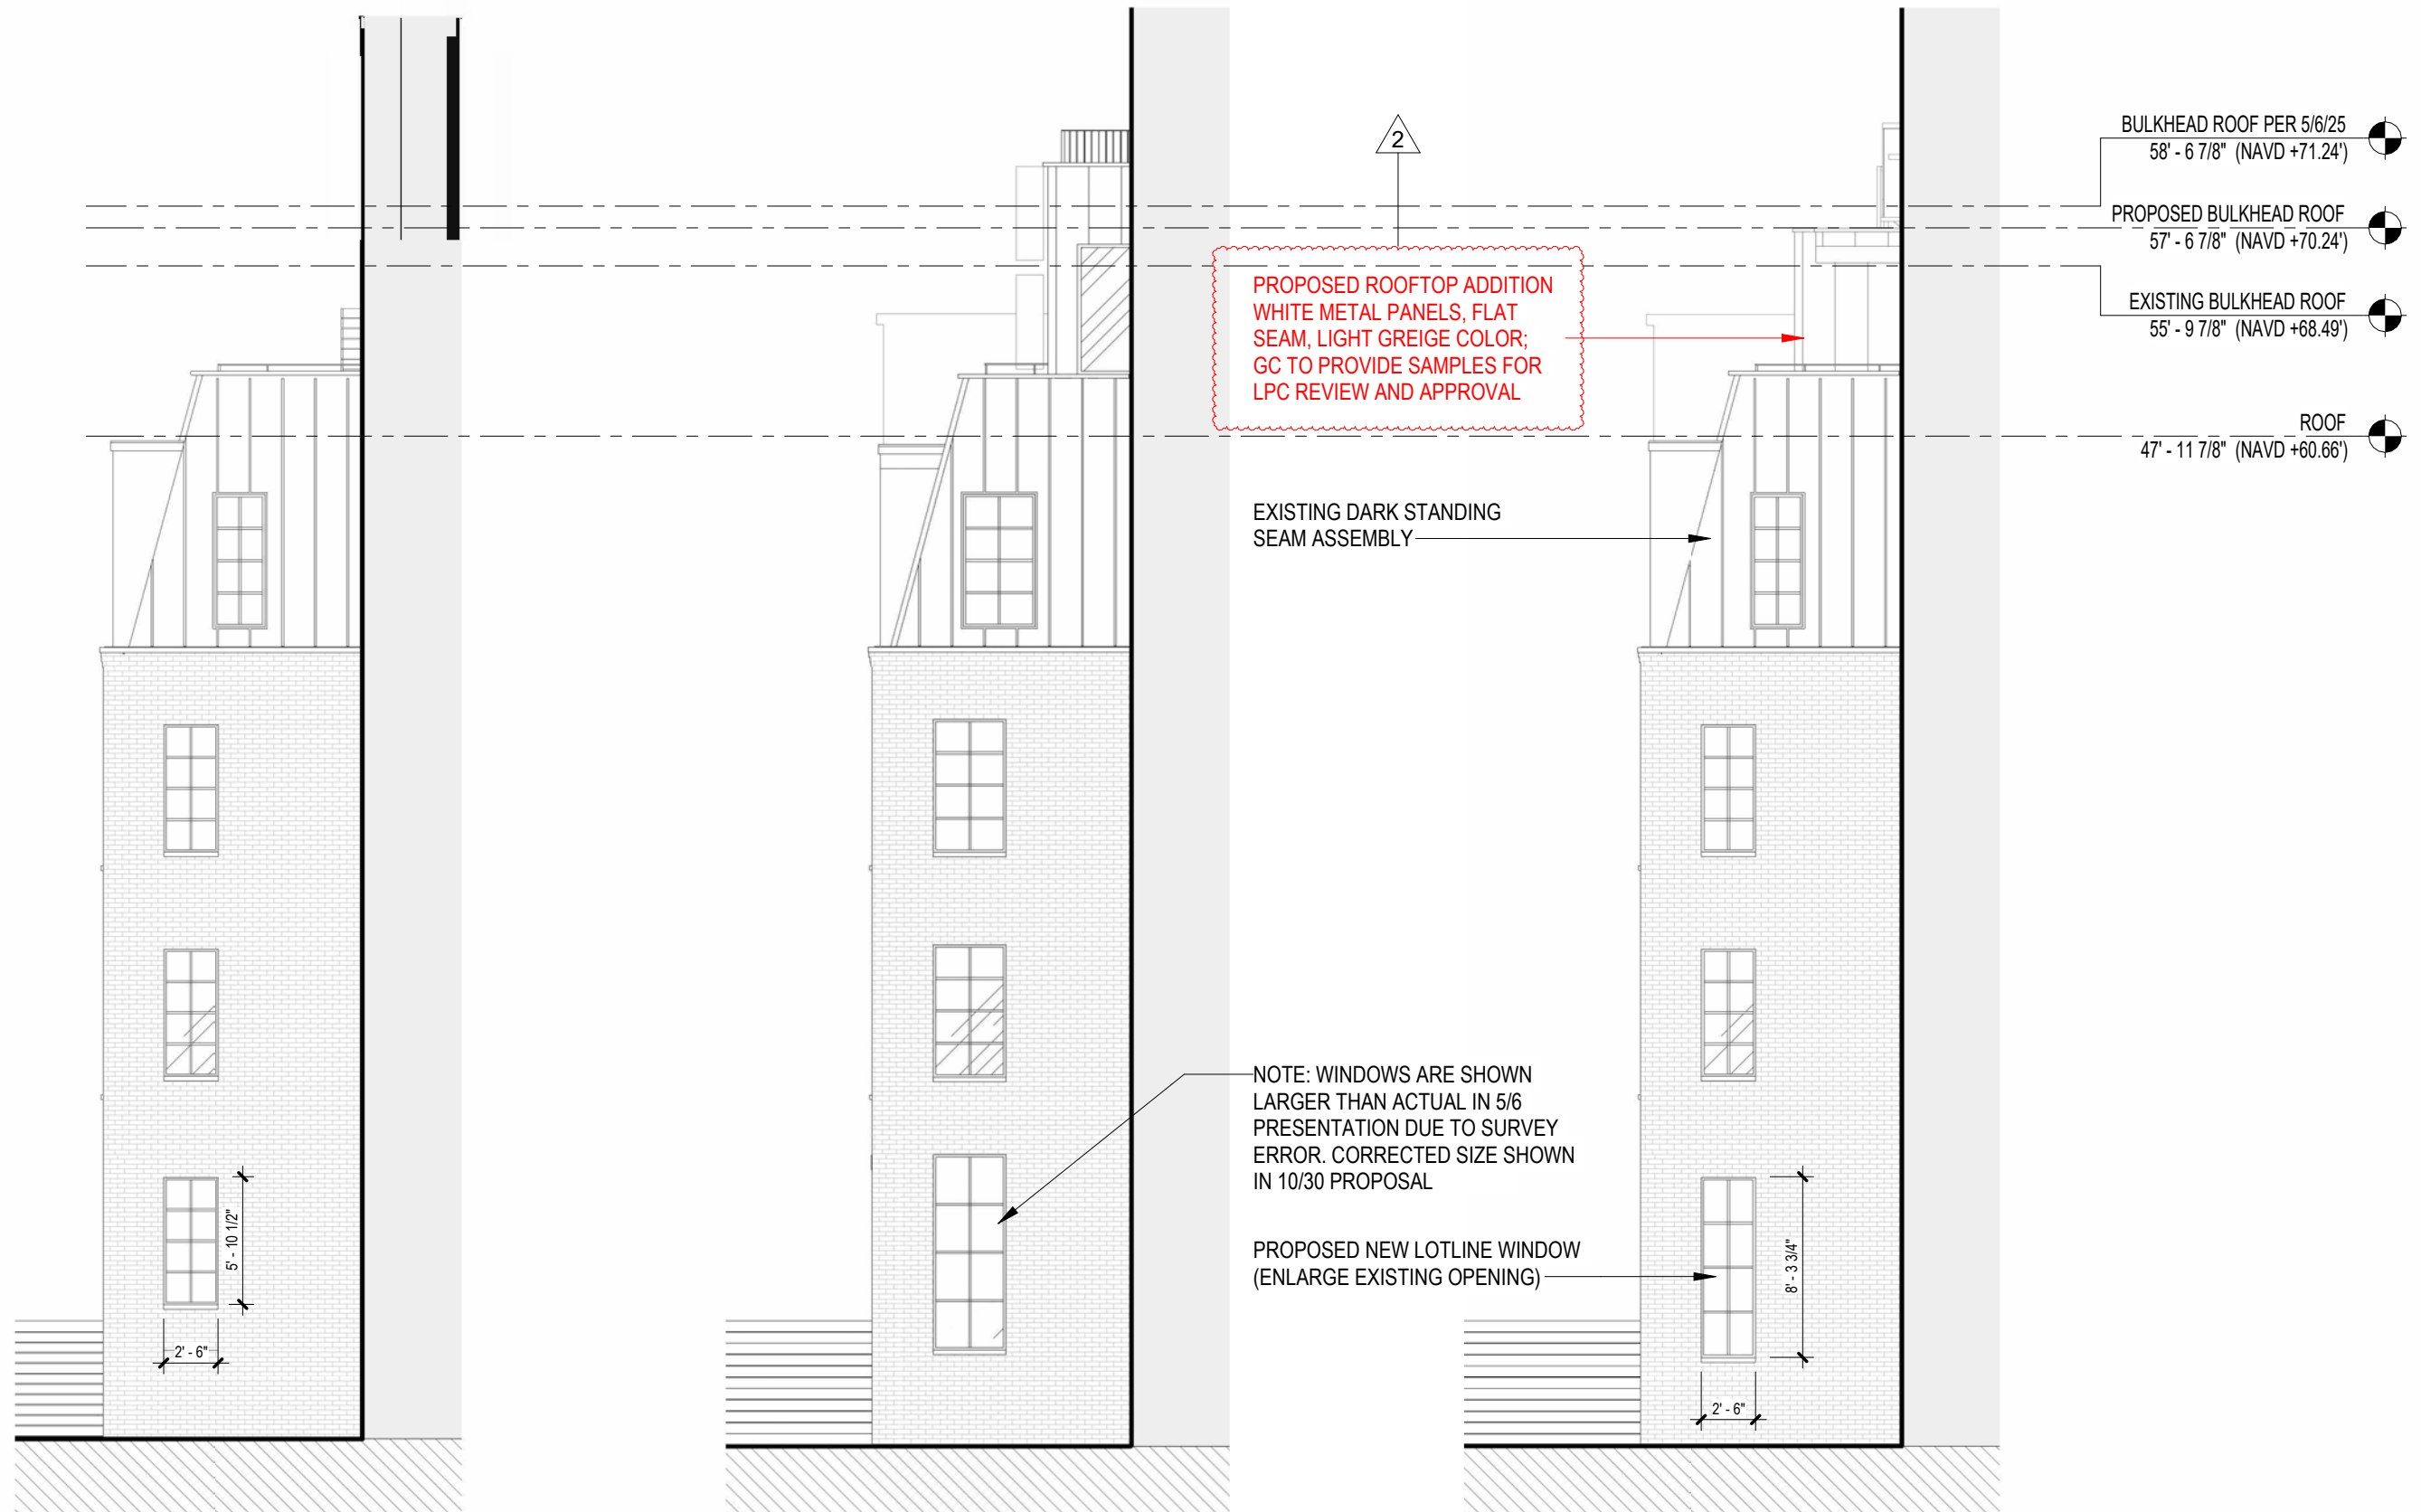 BULKHEAD ROOF PER 5/6/25
58' - 6 7/8" (NAVD +71.24')
2
PROPOSED BULKHEAD ROOF
57' - 6 7/8" (NAVD +70.24')
PROPOSED ROOFTOP ADDITION
WHITE METAL PANELS, FLAT
SEAM, LIGHT GREIGE COLOR;
GC TO PROVIDE SAMPLES FOR
LPC REVIEW AND APPROVAL
EXISTING BULKHEAD ROOF
55' - 9 7/8" (NAVD +68.49')
ROOF
47' - 11 7/8" (NAVD +60.66')
EXISTING DARK STANDING
SEAM ASSEMBLY
NOTE: WINDOWS ARE SHOWN
LARGER THAN ACTUAL IN 5/6
PRESENTATION DUE TO SURVEY
ERROR. CORRECTED SIZE SHOWN
IN 10/30 PROPOSAL
PROPOSED NEW LOTLINE WINDOW
(ENLARGE EXISTING OPENING)
5' - 10 1/2"
2' - 6"
8' - 3 3/4"
2' - 6"